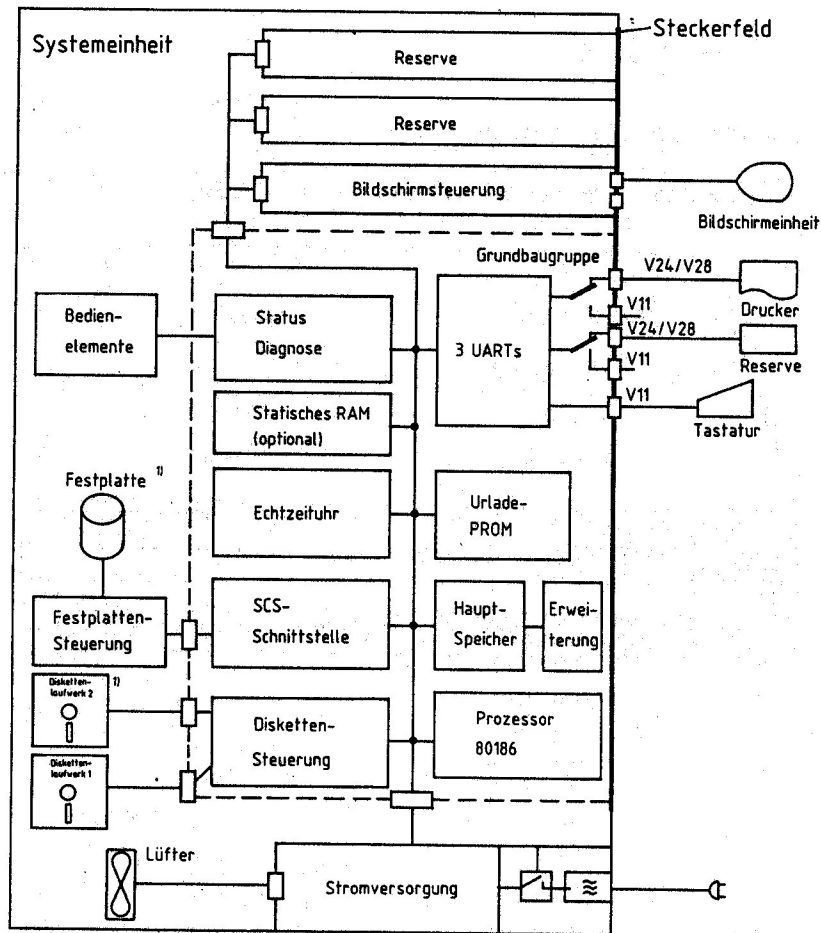 Systemeinheit
Steckerfeld
Reserve
Reserve
Bildschirmsteuerung
Bildschirmeinheit
Grundbaugruppe
V24/V28
Drucker
V11
V24/V28
Reserve
V11
V11
Tastatur
Bedien-
elemente
Status
Diagnose
3 UARTs
Statisches RAM
(optional)
Festplatte 1)
Echtzeituhr
Urlade-
PROM
Festplatten-
Steuerung
SCS-
Schnittstelle
Haupt-
Speicher
Erwei-
terung
Disketten-
laufwerk 2
1)
Disketten-
laufwerk 1
Disketten-
Steuerung
Prozessor
80186
Lüfter
Stromversorgung